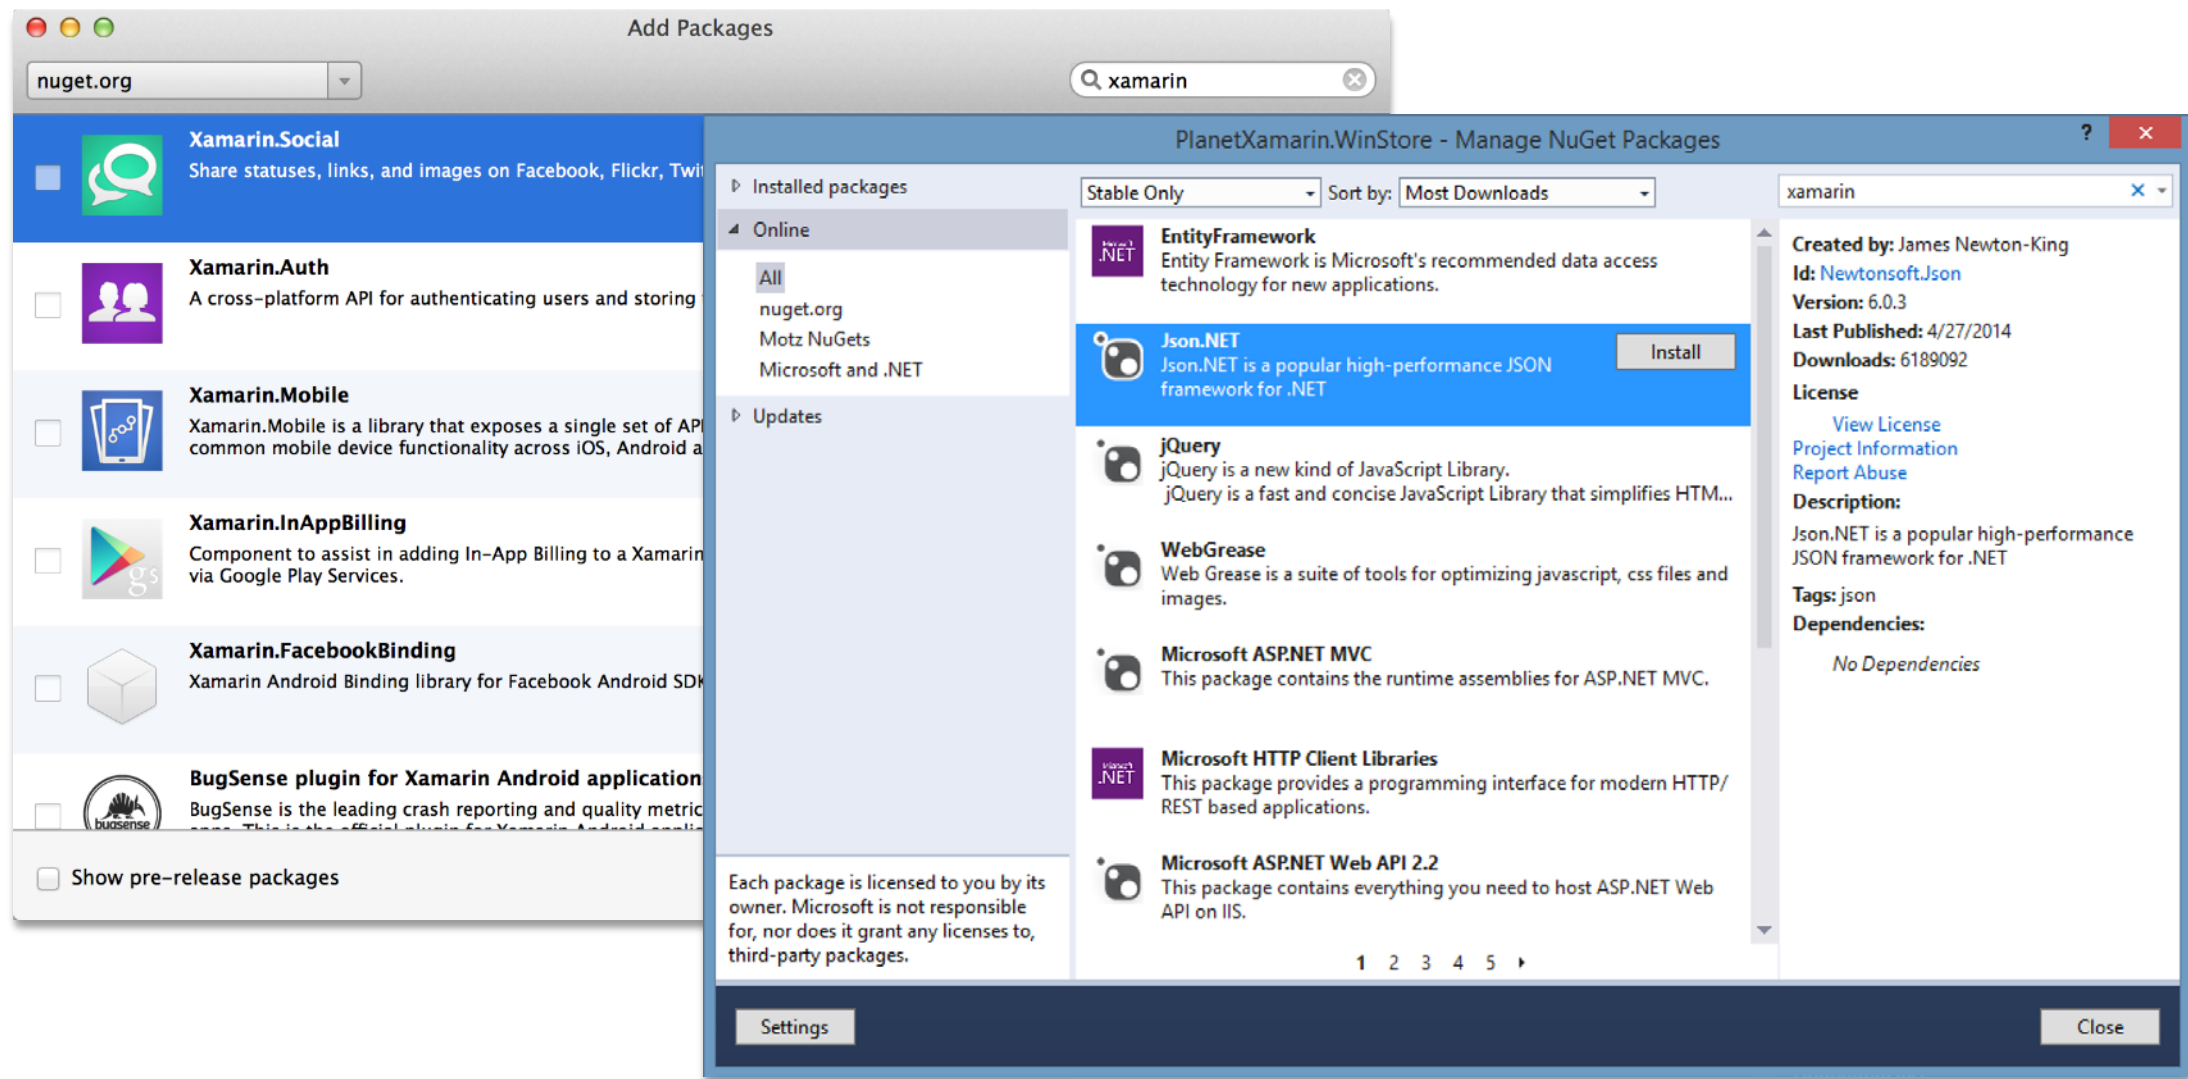 Add Packages
nuget.org
xamarin
Xamarin.Social
Share statuses, links, and images on Facebook, Flickr,
Xamarin.Auth
A cross-platform API for authenticating users and storing
Xamarin.Mobile
Xamarin.Mobile is a library that exposes a single set of
common mobile device functionality across iOS, Android
Xamarin.InAppBilling
Component to assist in adding In-App Billing to a Xamarin
via Google Play Services.
Xamarin.FacebookBinding
Xamarin Android Binding library for Facebook Android SDK
BugSense plugin for Xamarin Android application
BugSense is the leading crash reporting and quality metric
bugsense
Show pre-release packages
PlanetXamarin.WinStore - Manage NuGet Packages
?
Installed packages
Online
All
nuget.org
Motz NuGets
Microsoft and .NET
Updates
Each package is licensed to you by its
owner. Microsoft is not responsible
for, nor does it grant any licenses to,
third-party packages.
Stable Only
Sort by: Most Downloads
.NET
EntityFramework
Entity Framework is Microsoft's recommended data access
technology for new applications.
Json.NET
Json.NET is a popular high-performance JSON
framework for .NET
Install
jQuery
jQuery is a new kind of JavaScript Library.
jQuery is a fast and concise JavaScript Library that simplifies HTM...
WebGrease
Web Grease is a suite of tools for optimizing javascript, css files and
images.
Microsoft ASP.NET MVC
This package contains the runtime assemblies for ASP.NET MVC.
.NET
Microsoft HTTP Client Libraries
This package provides a programming interface for modern HTTP/
REST based applications.
Microsoft ASP.NET Web API 2.2
This package contains everything you need to host ASP.NET Web
API on IIS.
1 2 3 4 5
xamarin
Created by: James Newton-King
Id: Newtonsoft.Json
Version: 6.0.3
Last Published: 4/27/2014
Downloads: 6189092
License
View License
Project Information
Report Abuse
Description:
Json.NET is a popular high-performance
JSON framework for .NET
Tags: json
Dependencies:
No Dependencies
Settings
Close